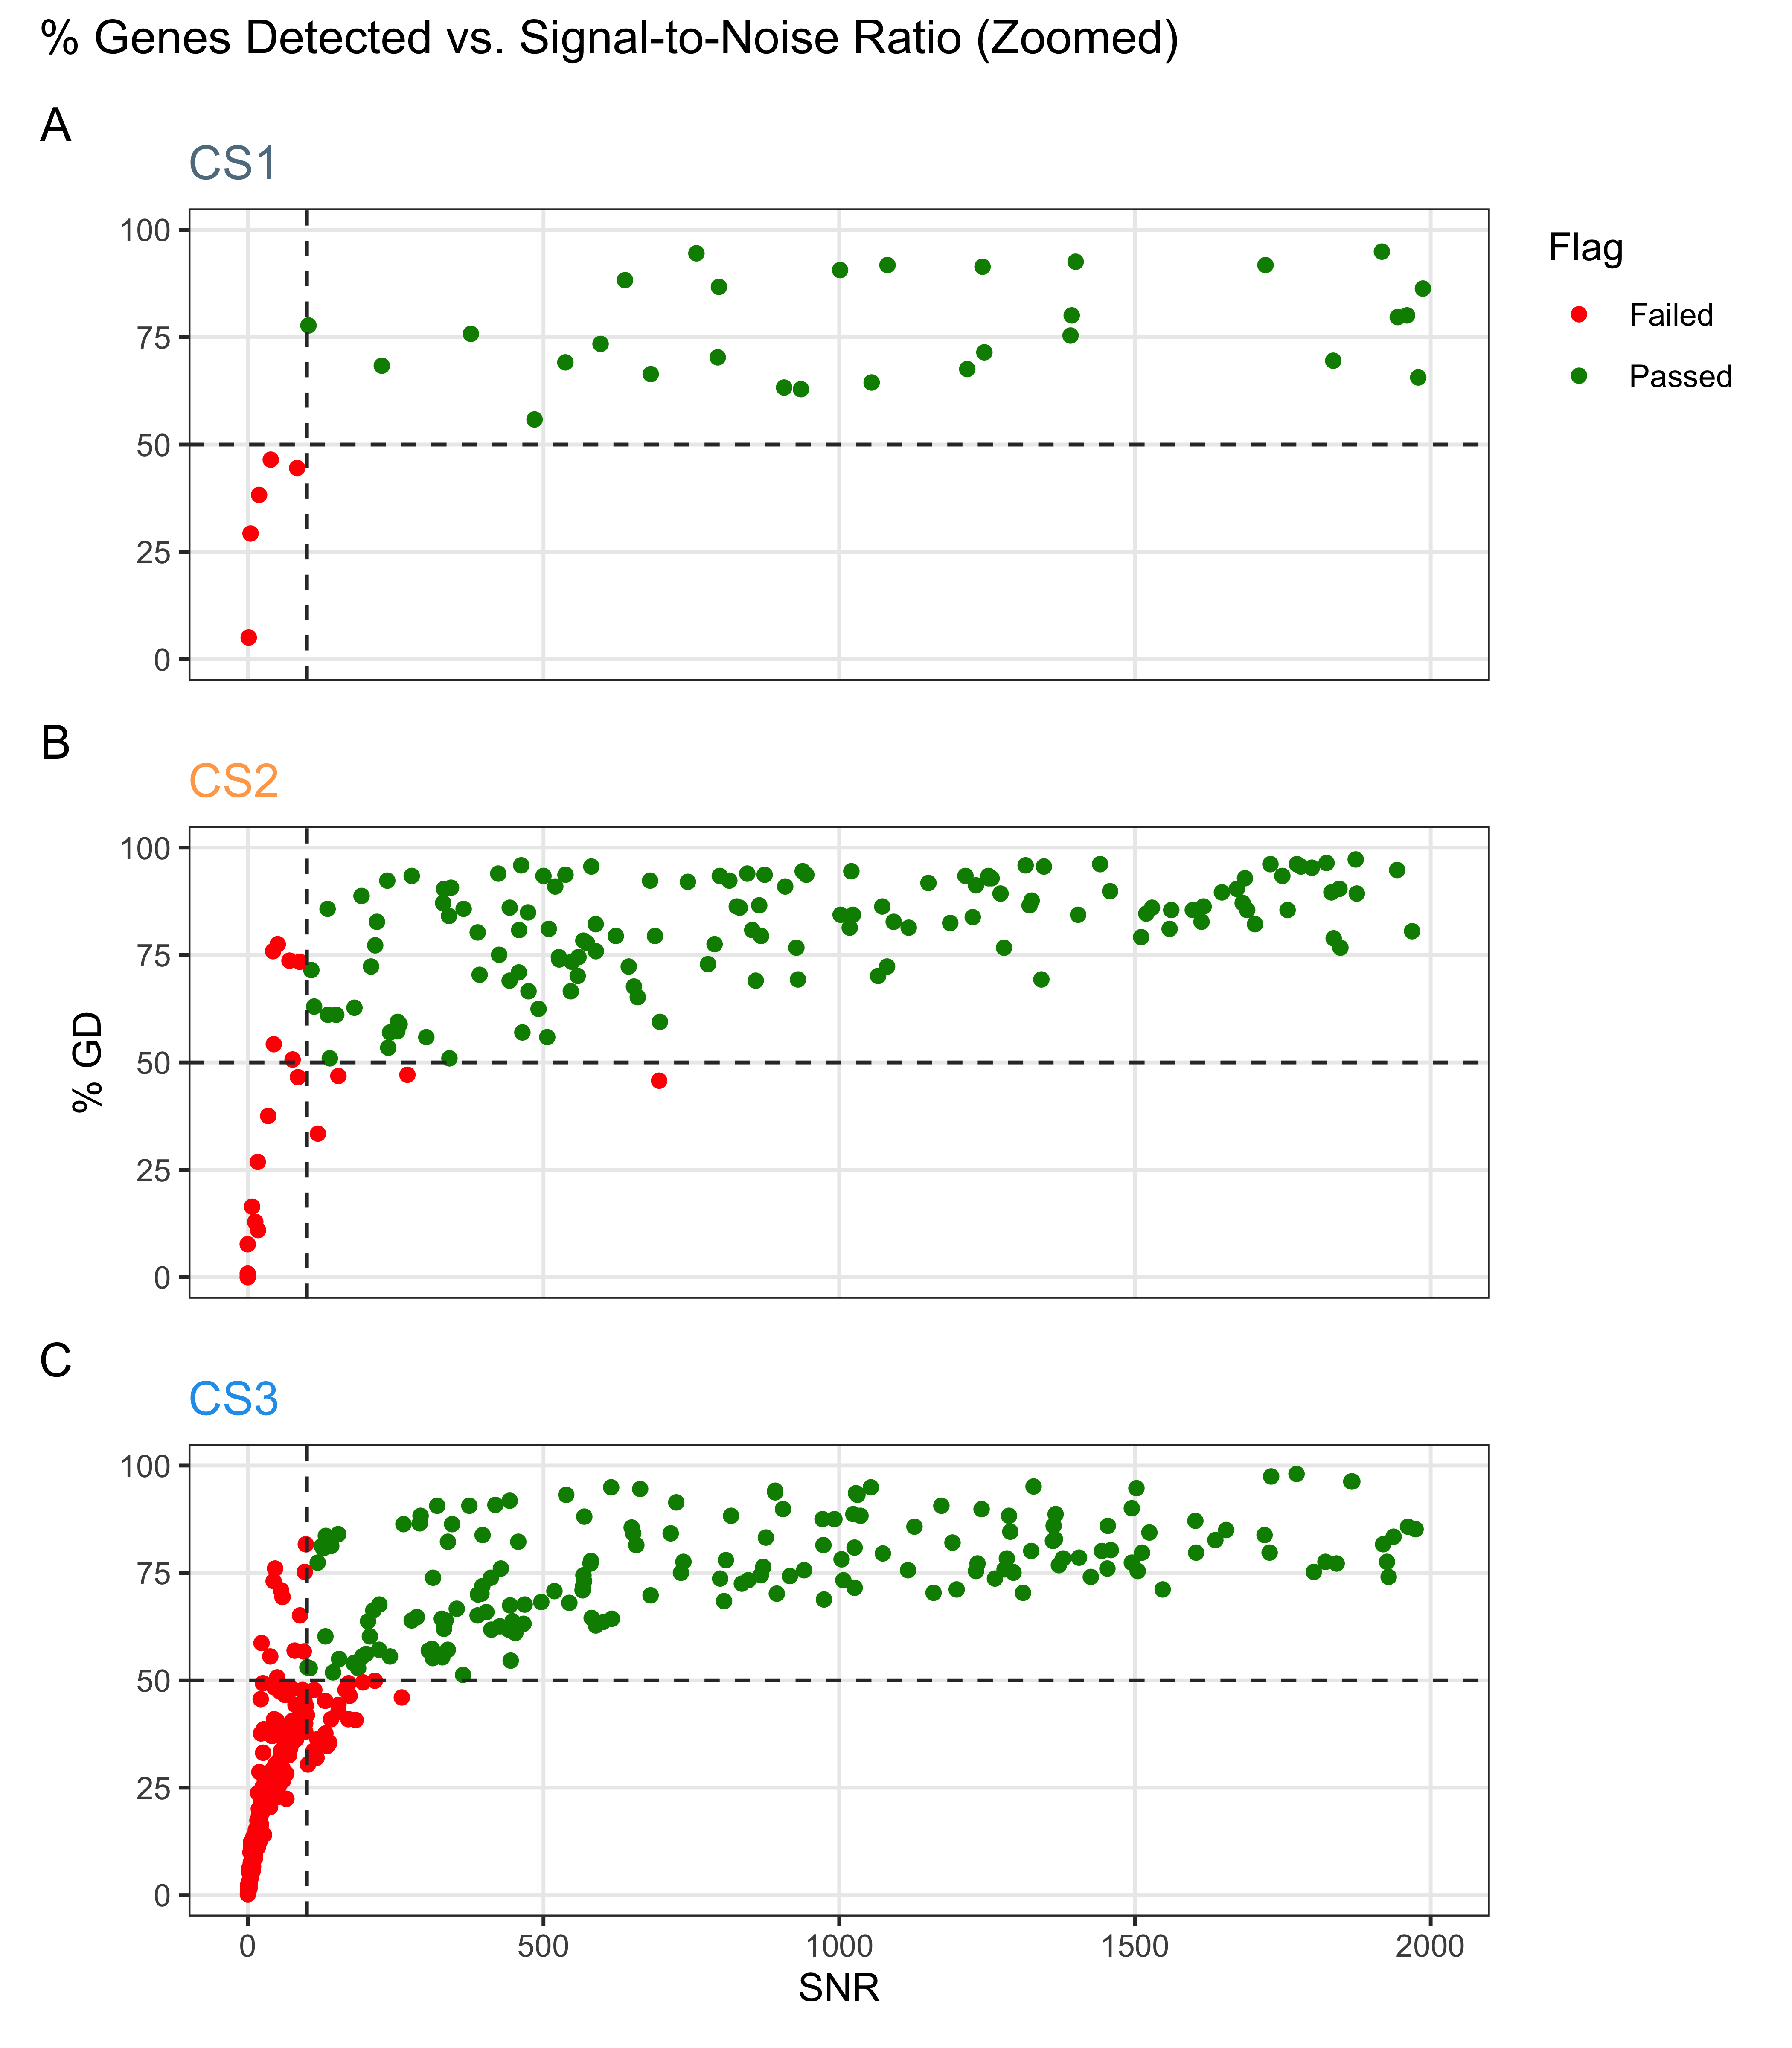 % Genes Detected vs. Signal-to-Noise Ratio (Zoomed)
A
CS1
100
75
50
25
0
Flag
Failed
Passed
B
CS2
100
75
50
25
0
% GD
C
CS3
100
75
50
25
0
0 500 1000 1500 2000
SNR